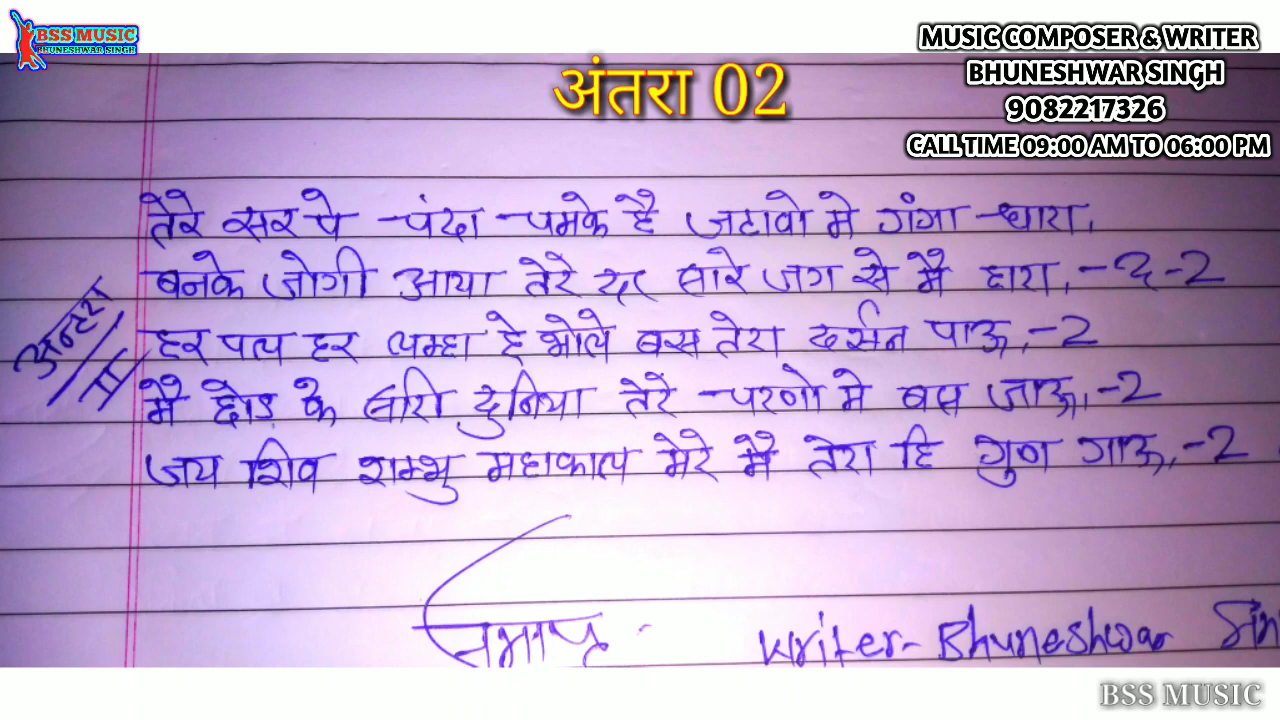 BSS MUSIC
BHUNESHWAR SINGH
MUSIC COMPOSER & WRITER
BHUNESHWAR SINGH
9082217326
CALL TIME 09:00 AM TO 06:00 PM
अंतरा 02
तेरे सर पे चंदा चमके है जटावो मे गंगा धारा,
बनके जोगी आया तेरे दर सारे जग से मै हारा,-द-2
हर पल हर लम्हा हे भोले बस तेरा दर्सन पाऊ,-2
मै छोड़ के सारी दुनिया तेरे चरणो मे बस जाऊ,-2
जय शिव शम्भु महाकाल मेरे मै तेरा हि गुण गाऊ,-2
अन्तरा
II
समाप्त
Writer- Bhuneshwar Sin
BSS MUSIC